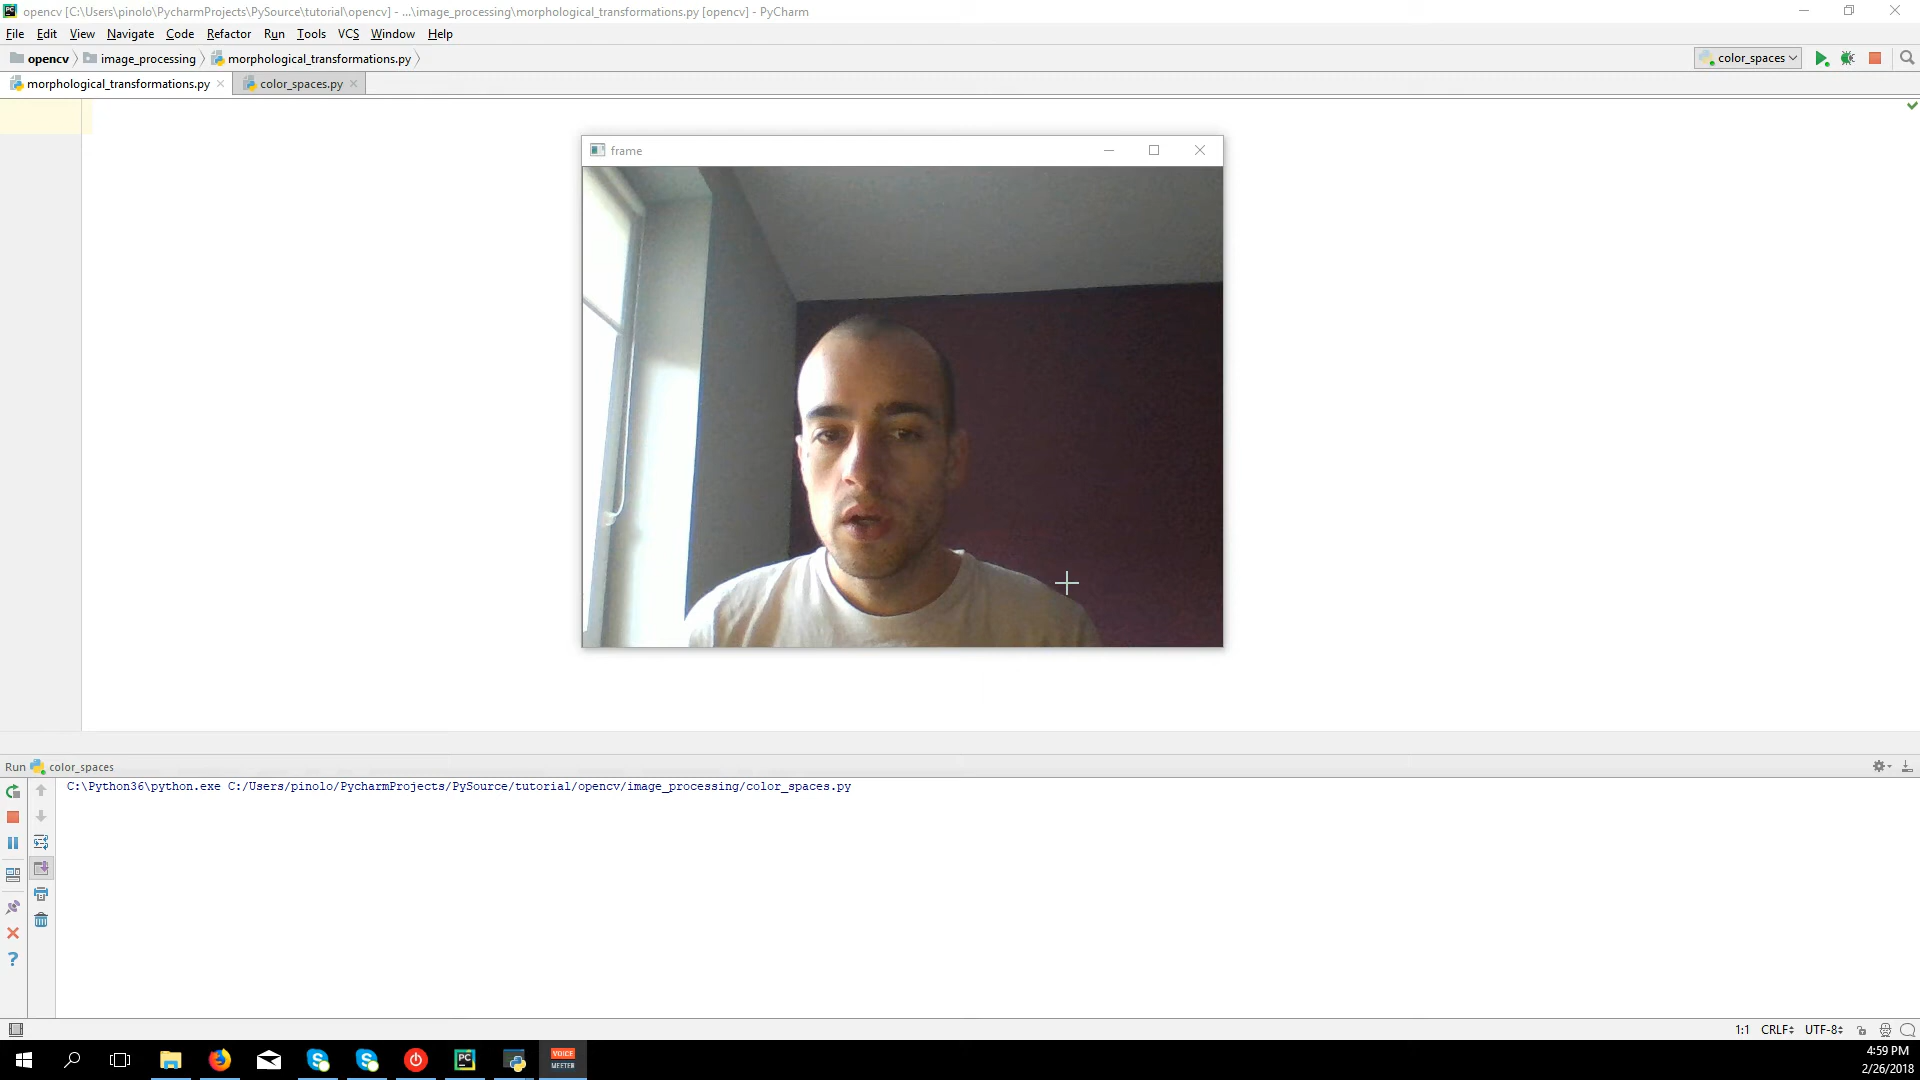 opencv [C:\Users\pinolo\PycharmProjects\PySource\tutorial\opencv] - ...\image_processing\morphological_transformations.py [opencv] - PyCharm
File Edit View Navigate Code Refactor Run Tools VCS Window Help
opencv image_processing morphological_transformations.py color_spaces
morphological_transformations.py color_spaces.py
frame
Run color_spaces
C:\Python36\python.exe C:/Users/pinolo/PycharmProjects/PySource/tutorial/opencv/image_processing/color_spaces.py
1:1 CRLF UTF-8
PC VOICE MEETER
4:59 PM
2/26/2018